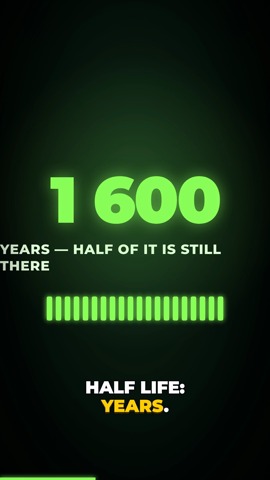 1 600
YEARS — HALF OF IT IS STILL
THERE
HALF LIFE:
YEARS.